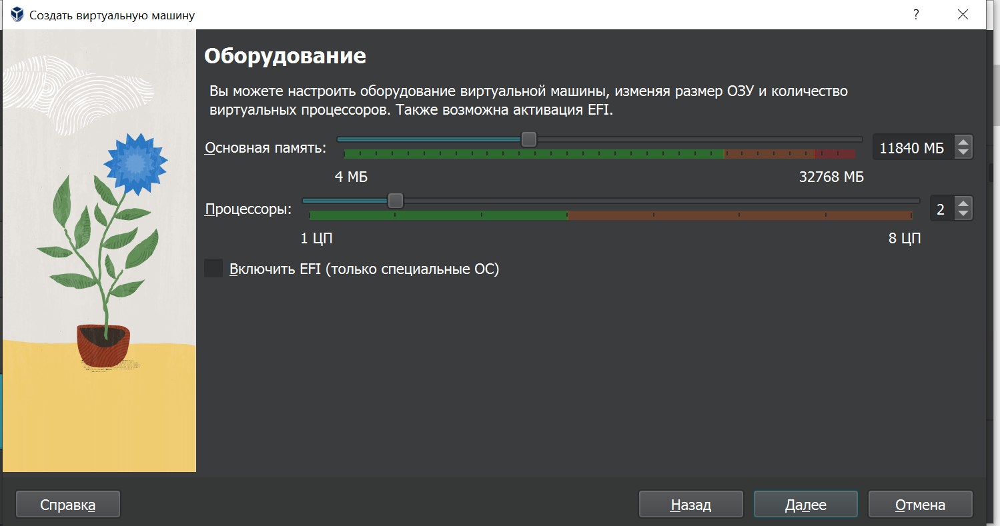 Создать виртуальную машину
?
Оборудование
Вы можете настроить оборудование виртуальной машины, изменяя размер ОЗУ и количество
виртуальных процессоров. Также возможна активация EFI.
Основная память:
11840 МБ
4 МБ
32768 МБ
Процессоры:
2
1 ЦП
8 ЦП
Включить EFI (только специальные ОС)
Справка
Назад
Далее
Отмена